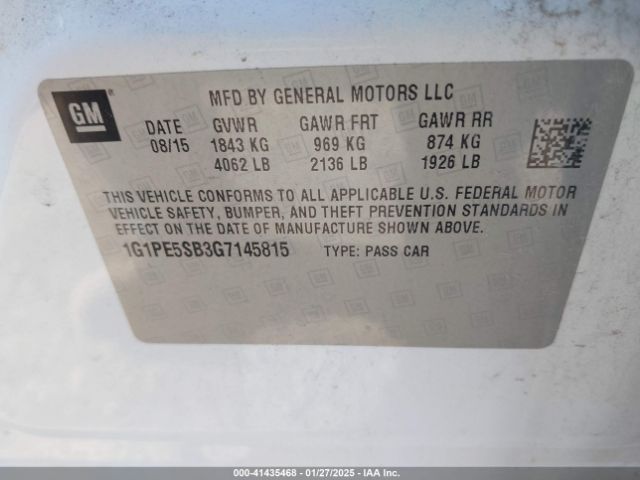 GM
MFD BY GENERAL MOTORS LLC
DATE GVWR GAWR FRT GAWR RR
08/15 1843 KG 969 KG 874 KG
4062 LB 2136 LB 1926 LB
THIS VEHICLE CONFORMS TO ALL APPLICABLE U.S. FEDERAL MOTOR
VEHICLE SAFETY, BUMPER, AND THEFT PREVENTION STANDARDS IN
EFFECT ON THE DATE OF MANUFACTURE SHOWN ABOVE.
1G1PE5SB3G7145815 TYPE: PASS CAR
000-41435468 - 01/27/2025 - IAA Inc.